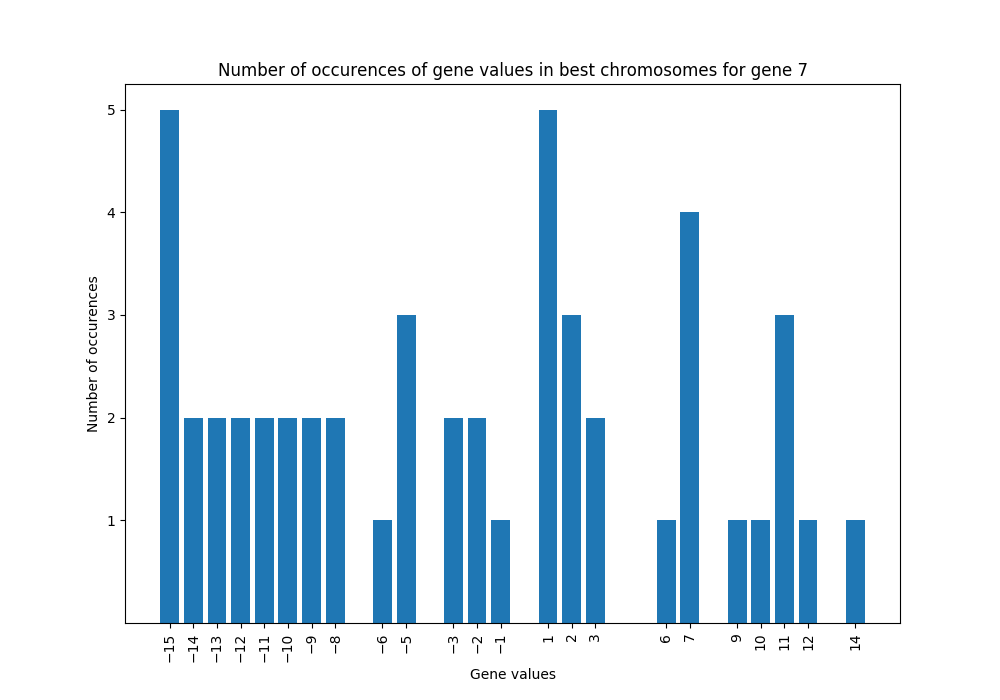 Number of occurences of gene values in best chromosomes for gene 7
Number of occurences
5
4
3
2
1
−15 −14 −13 −12 −11 −10 −9 −8 −6 −5 −3 −2 −1 1 2 3 6 7 9 10 11 12 14
Gene values